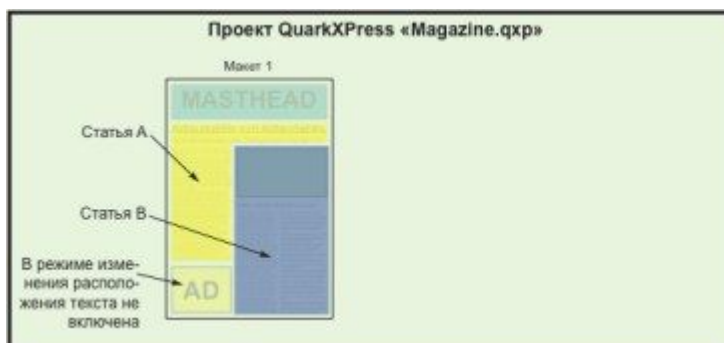 Проект QuarkXPress «Magazine.qxp»
Макет 1
MASTHEAD
Статья A
Статья B
В режиме изме-
нения располо-
жения текста не
включена
AD